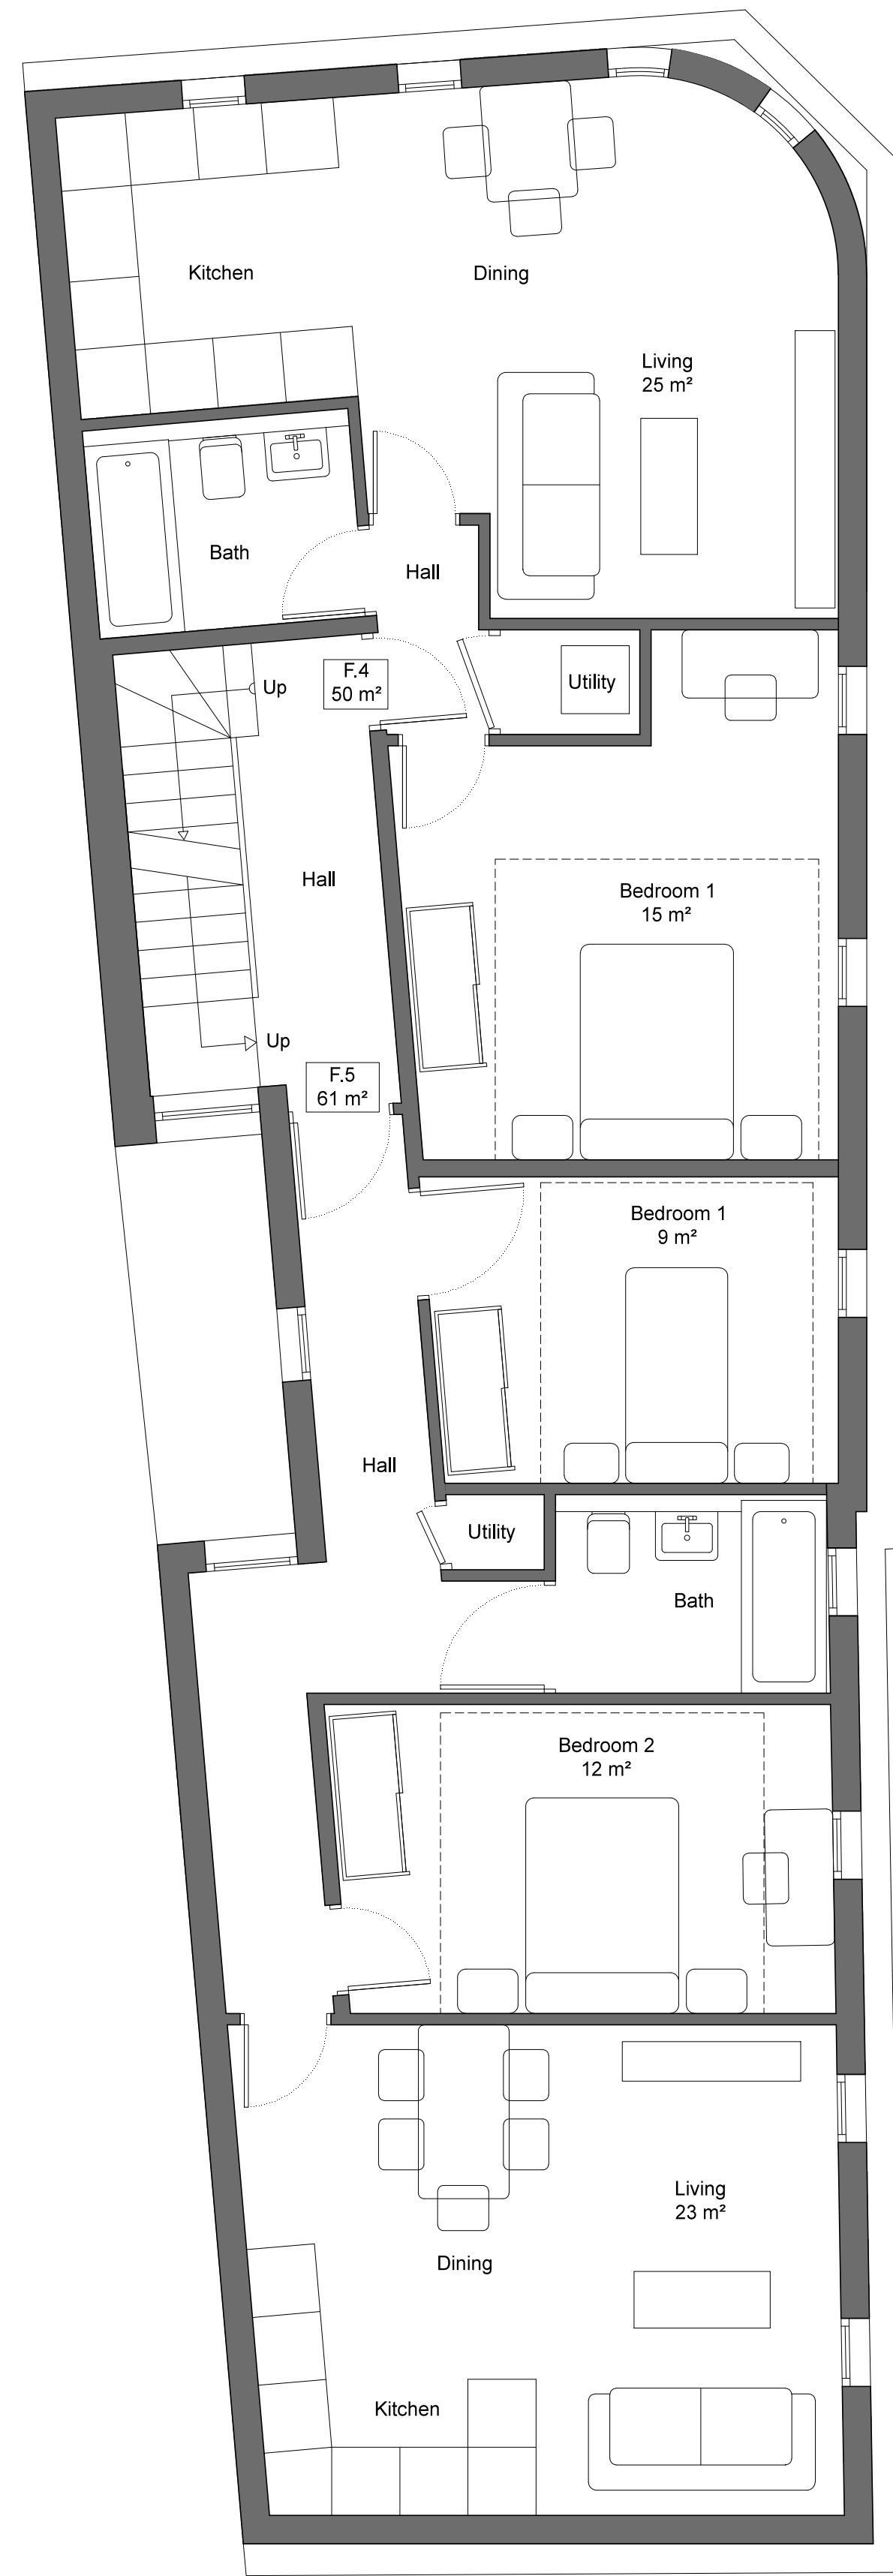 Kitchen
Dining
Living
25 m²
Bath
Hall
F.4
50 m²
Up
Utility
Hall
Bedroom 1
15 m²
Up
F.5
61 m²
Bedroom 1
9 m²
Hall
Utility
Bath
Bedroom 2
12 m²
Living
23 m²
Dining
Kitchen